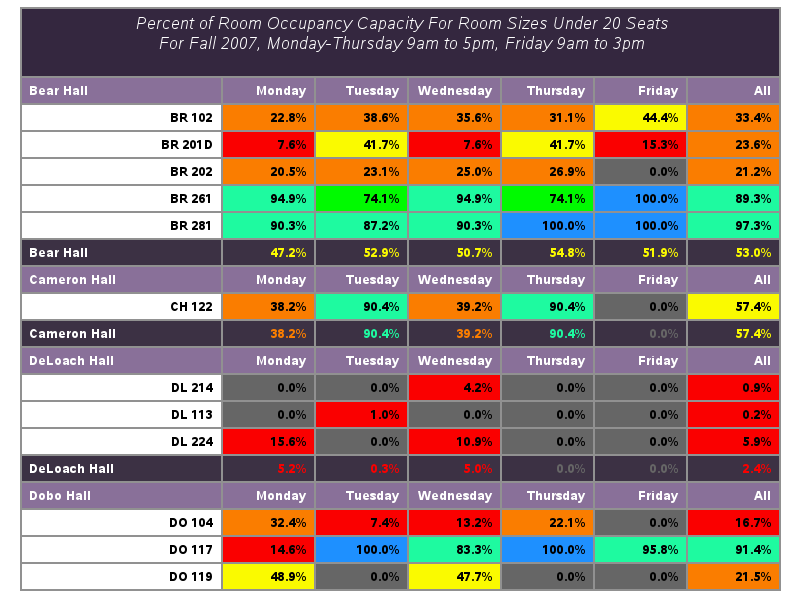 Percent of Room Occupancy Capacity For Room Sizes Under 20 Seats
For Fall 2007, Monday-Thursday 9am to 5pm, Friday 9am to 3pm
Bear Hall Monday Tuesday Wednesday Thursday Friday All
BR 102 22.8% 38.6% 35.6% 31.1% 44.4% 33.4%
BR 201D 7.6% 41.7% 7.6% 41.7% 15.3% 23.6%
BR 202 20.5% 23.1% 25.0% 26.9% 0.0% 21.2%
BR 261 94.9% 74.1% 94.9% 74.1% 100.0% 89.3%
BR 281 90.3% 87.2% 90.3% 100.0% 100.0% 97.3%
Bear Hall 47.2% 52.9% 50.7% 54.8% 51.9% 53.0%
Cameron Hall Monday Tuesday Wednesday Thursday Friday All
CH 122 38.2% 90.4% 39.2% 90.4% 0.0% 57.4%
Cameron Hall 38.2% 90.4% 39.2% 90.4% 0.0% 57.4%
DeLoach Hall Monday Tuesday Wednesday Thursday Friday All
DL 214 0.0% 0.0% 4.2% 0.0% 0.0% 0.9%
DL 113 0.0% 1.0% 0.0% 0.0% 0.0% 0.2%
DL 224 15.6% 0.0% 10.9% 0.0% 0.0% 5.9%
DeLoach Hall 5.2% 0.3% 5.0% 0.0% 0.0% 2.4%
Dobo Hall Monday Tuesday Wednesday Thursday Friday All
DO 104 32.4% 7.4% 13.2% 22.1% 0.0% 16.7%
DO 117 14.6% 100.0% 83.3% 100.0% 95.8% 91.4%
DO 119 48.9% 0.0% 47.7% 0.0% 0.0% 21.5%